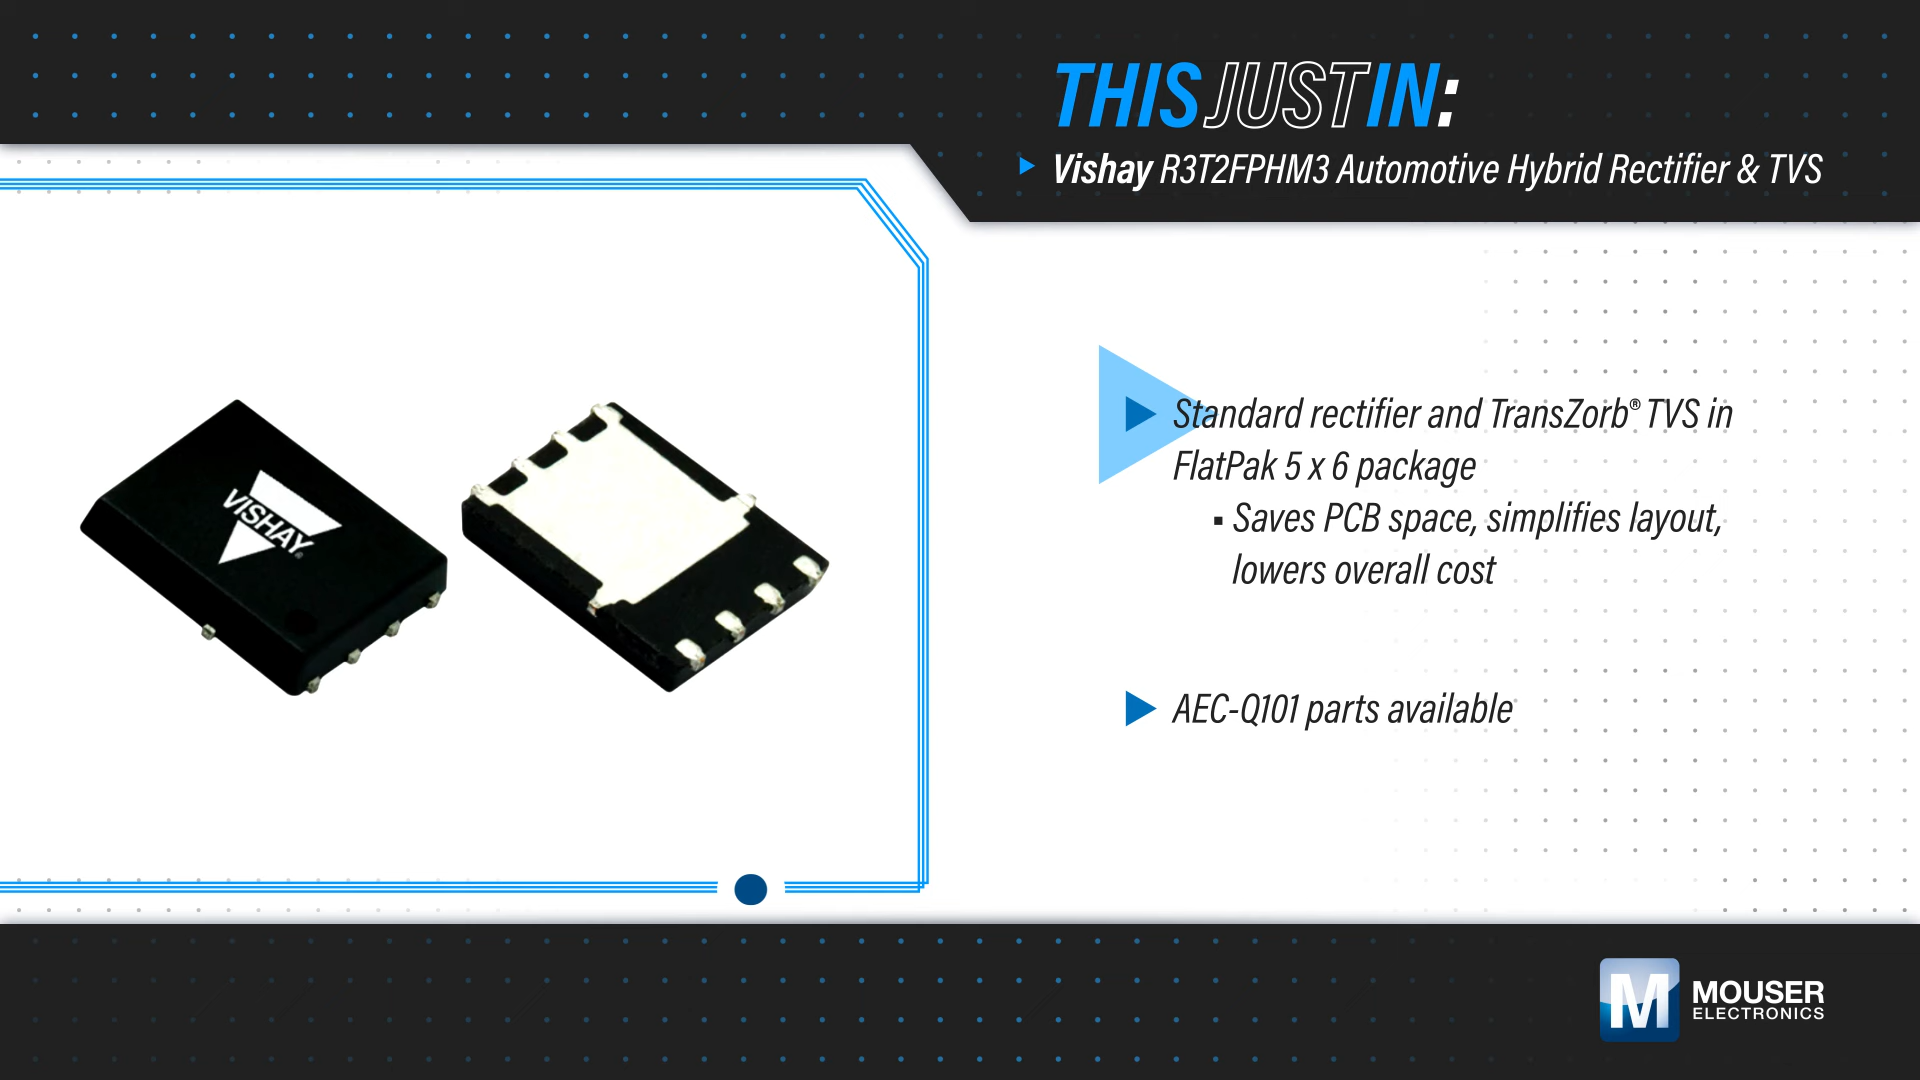 THIS JUST IN:
Vishay R3T2FPHM3 Automotive Hybrid Rectifier & TVS
VISHAY®
Standard rectifier and TransZorb® TVS in
FlatPak 5 x 6 package
▪ Saves PCB space, simplifies layout,
lowers overall cost
AEC-Q101 parts available
M
MOUSER
ELECTRONICS